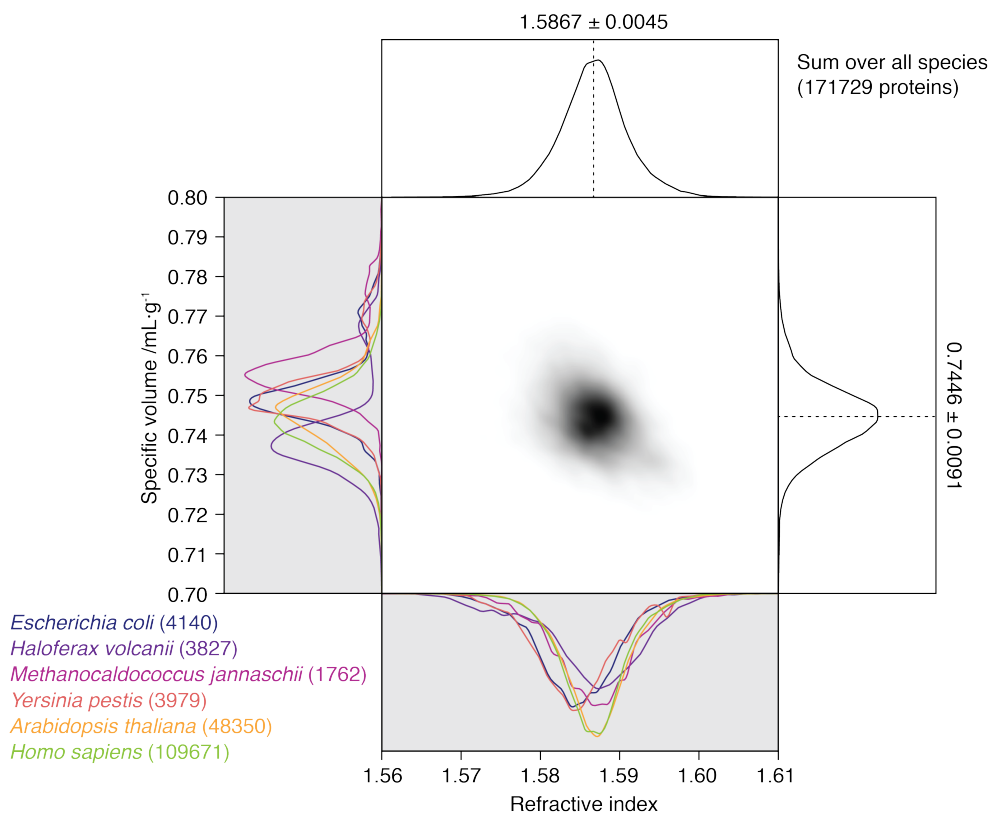 1.5867 ± 0.0045
Sum over all species
(171729 proteins)
0.80
0.79
0.78
0.77
0.76
0.75
0.74
0.73
0.72
0.71
0.70
Specific volume /mL·g⁻¹
0.7446 ± 0.0091
Escherichia coli (4140)
Haloferax volcanii (3827)
Methanocaldococcus jannaschii (1762)
Yersinia pestis (3979)
Arabidopsis thaliana (48350)
Homo sapiens (109671)
1.56 1.57 1.58 1.59 1.60 1.61
Refractive index